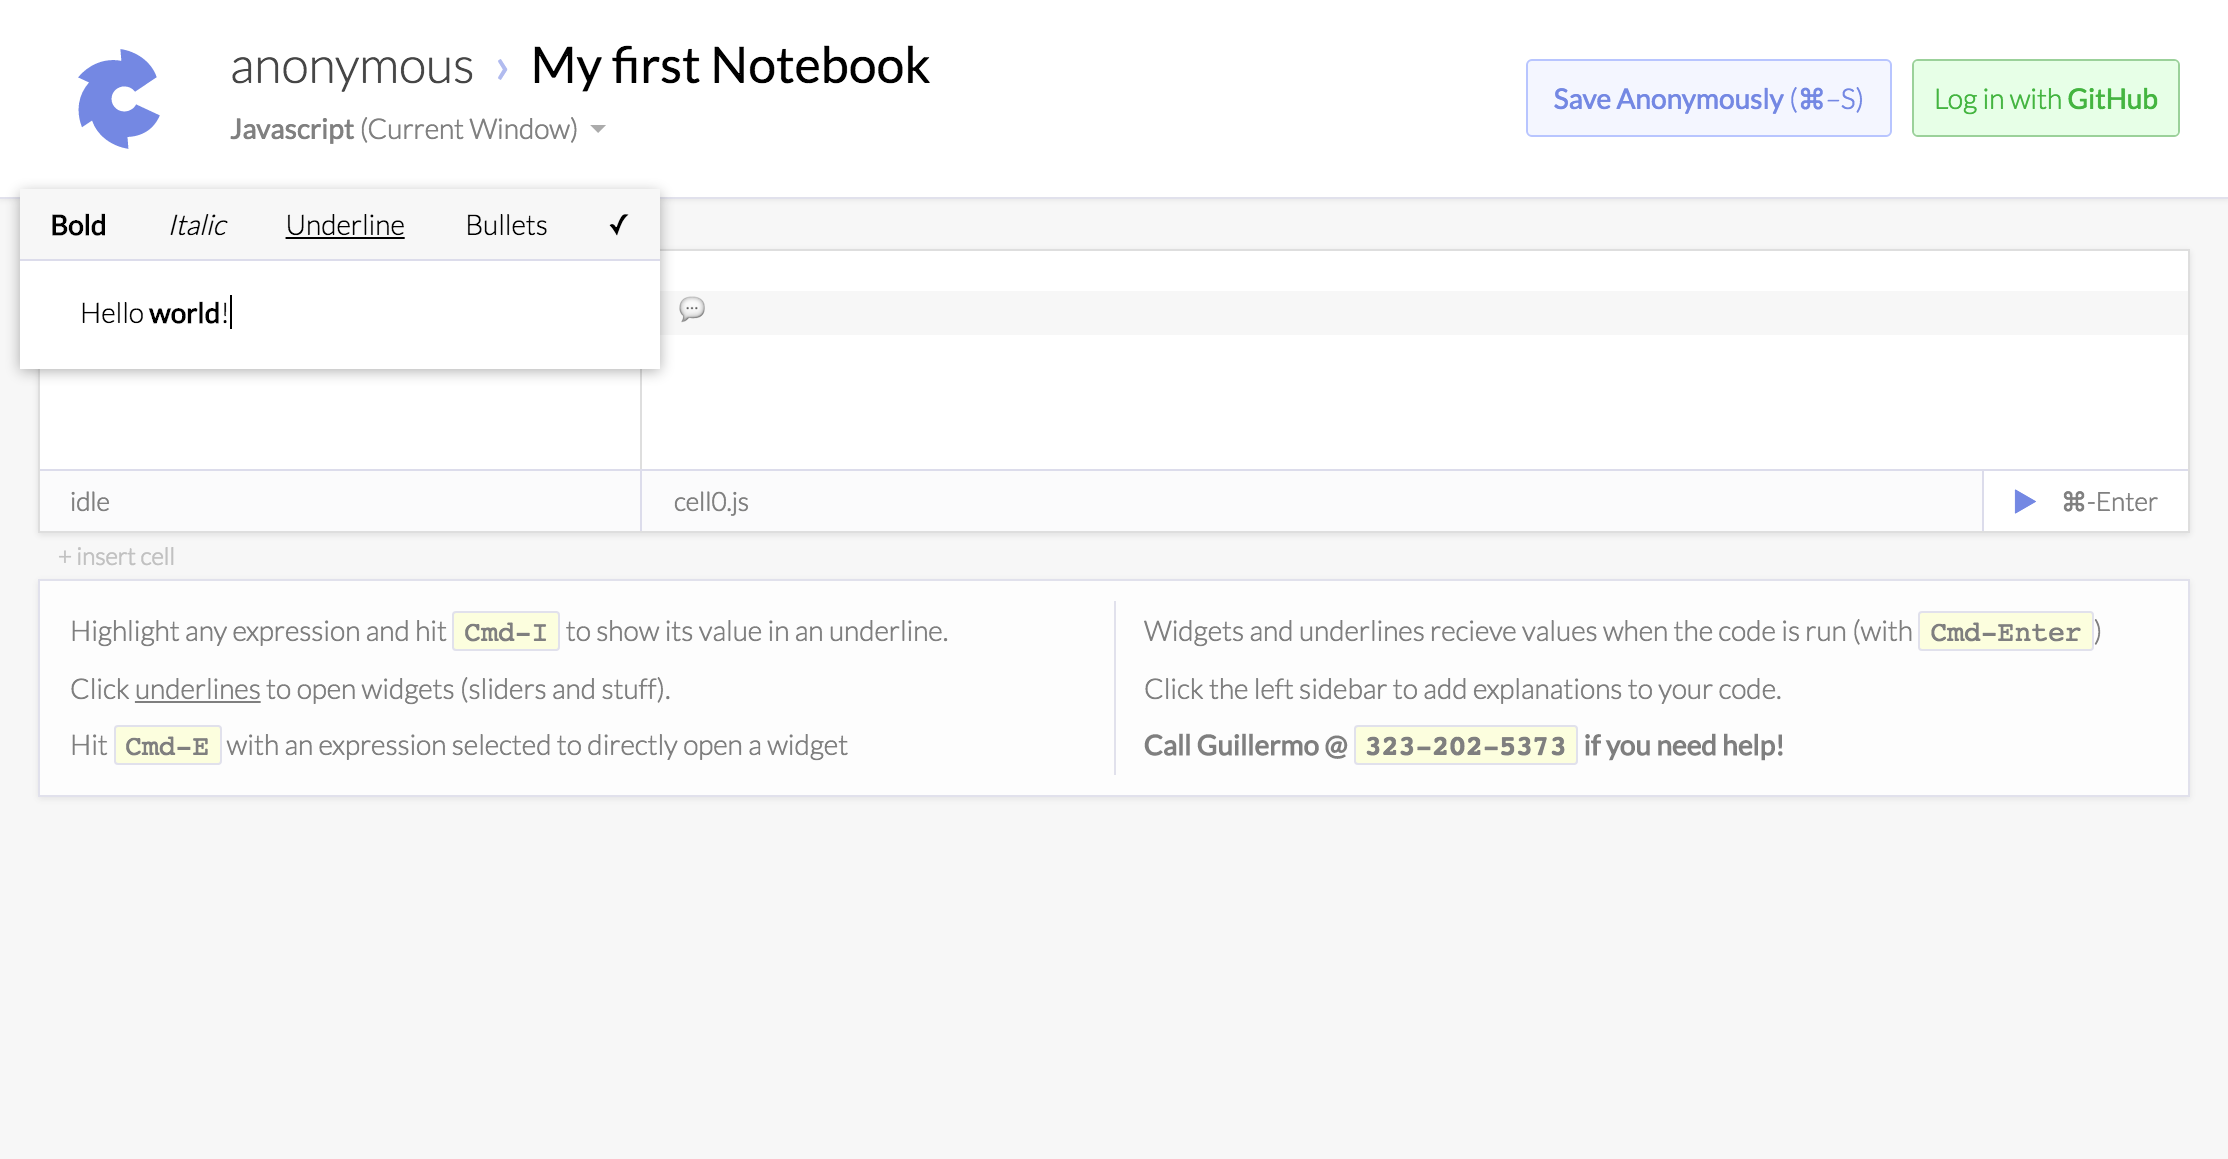 anonymous › My first Notebook
Javascript (Current Window)
Save Anonymously (⌘–S)
Log in with GitHub
Bold Italic Underline Bullets ✓
Hello world!
idle
cell0.js
⌘-Enter
+ insert cell
Highlight any expression and hit Cmd-I to show its value in an underline.
Click underlines to open widgets (sliders and stuff).
Hit Cmd-E with an expression selected to directly open a widget
Widgets and underlines recieve values when the code is run (with Cmd-Enter)
Click the left sidebar to add explanations to your code.
Call Guillermo @ 323-202-5373 if you need help!